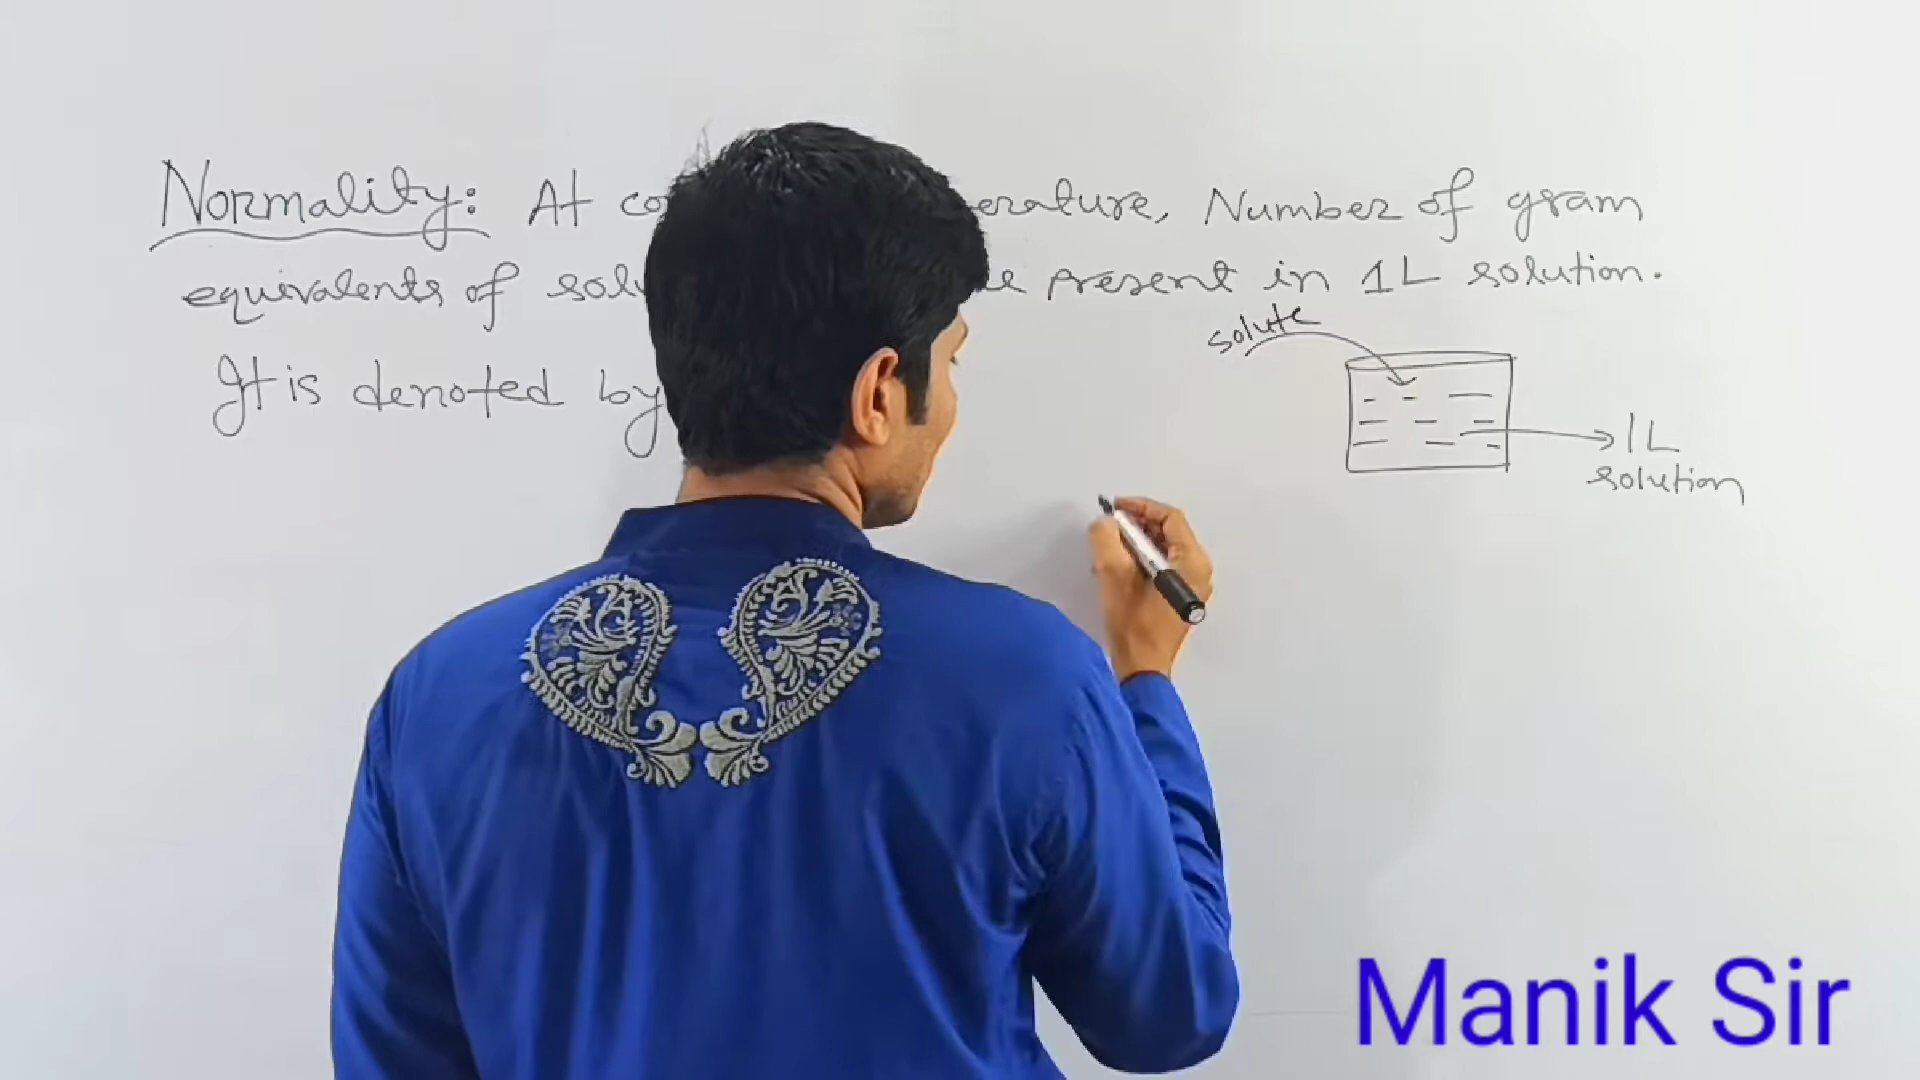 Normality: At co erature, Number of gram
equivalents of solu e present in 1L solution.
solute
It is denoted by
1L
solution
Manik Sir